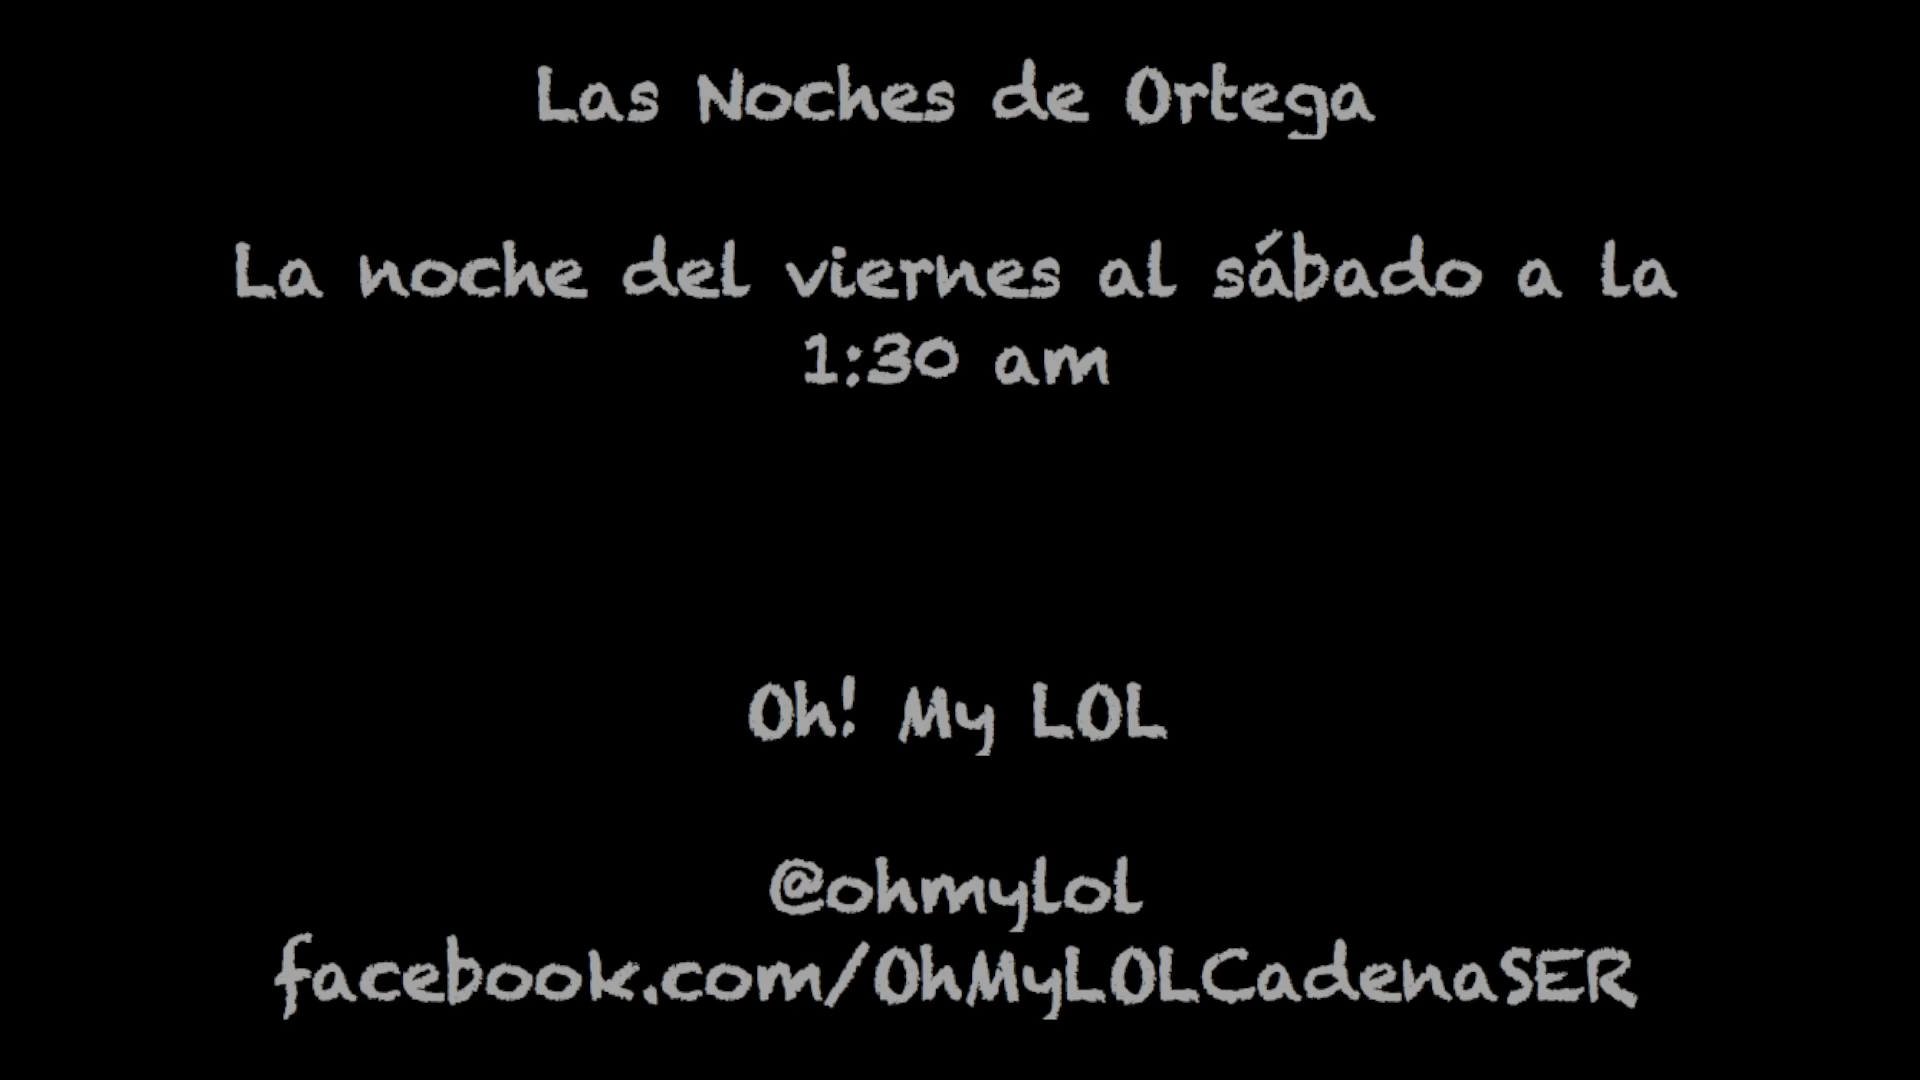 Las Noches de Ortega
La noche del viernes al sábado a la
1:30 am
Oh! My LOL
@ohmylol
facebook.com/OhMyLOLCadenaSER